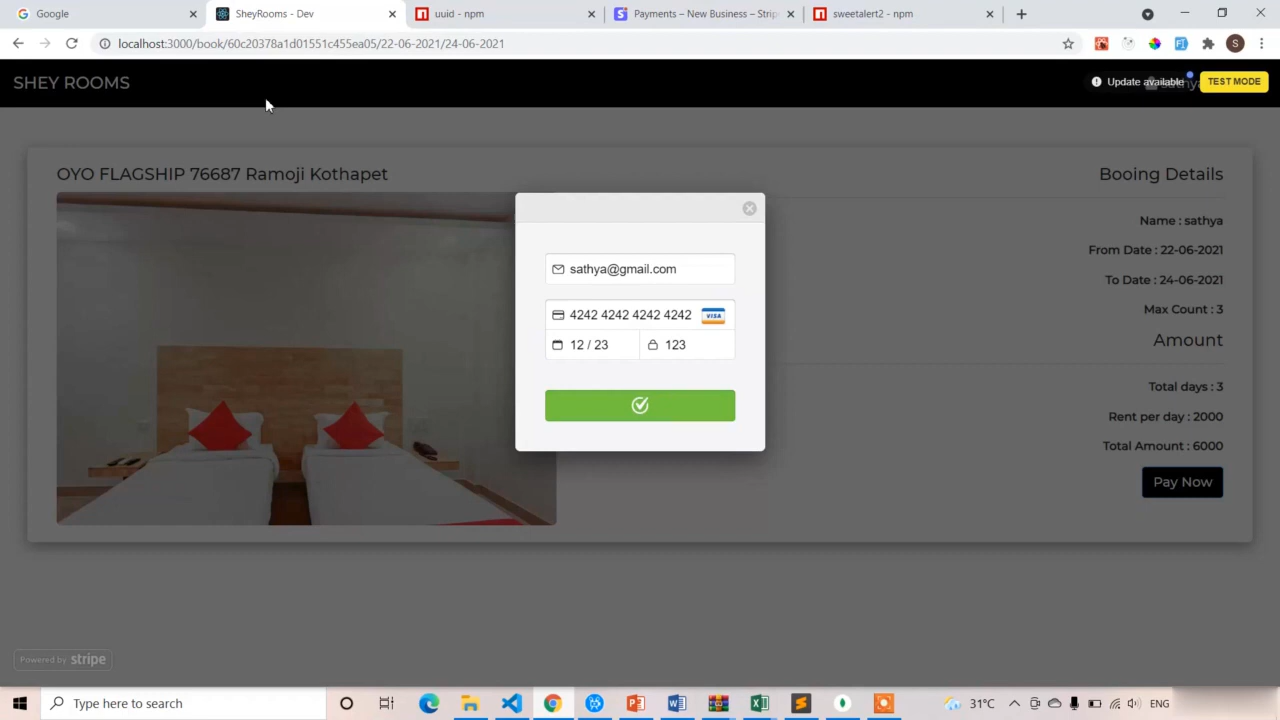 Google
SheyRooms - Dev
uuid - npm
Payments – New Business – Strip
sweetalert2 - npm
localhost:3000/book/60c20378a1d01551c455ea05/22-06-2021/24-06-2021
S
SHEY ROOMS
Update available
sathya
TEST MODE
OYO FLAGSHIP 76687 Ramoji Kothapet
Booing Details
Name : sathya
From Date : 22-06-2021
To Date : 24-06-2021
Max Count : 3
Amount
Total days : 3
Rent per day : 2000
Total Amount : 6000
Pay Now
sathya@gmail.com
4242 4242 4242 4242
VISA
12 / 23
123
Powered by stripe
Type here to search
31°C
ENG